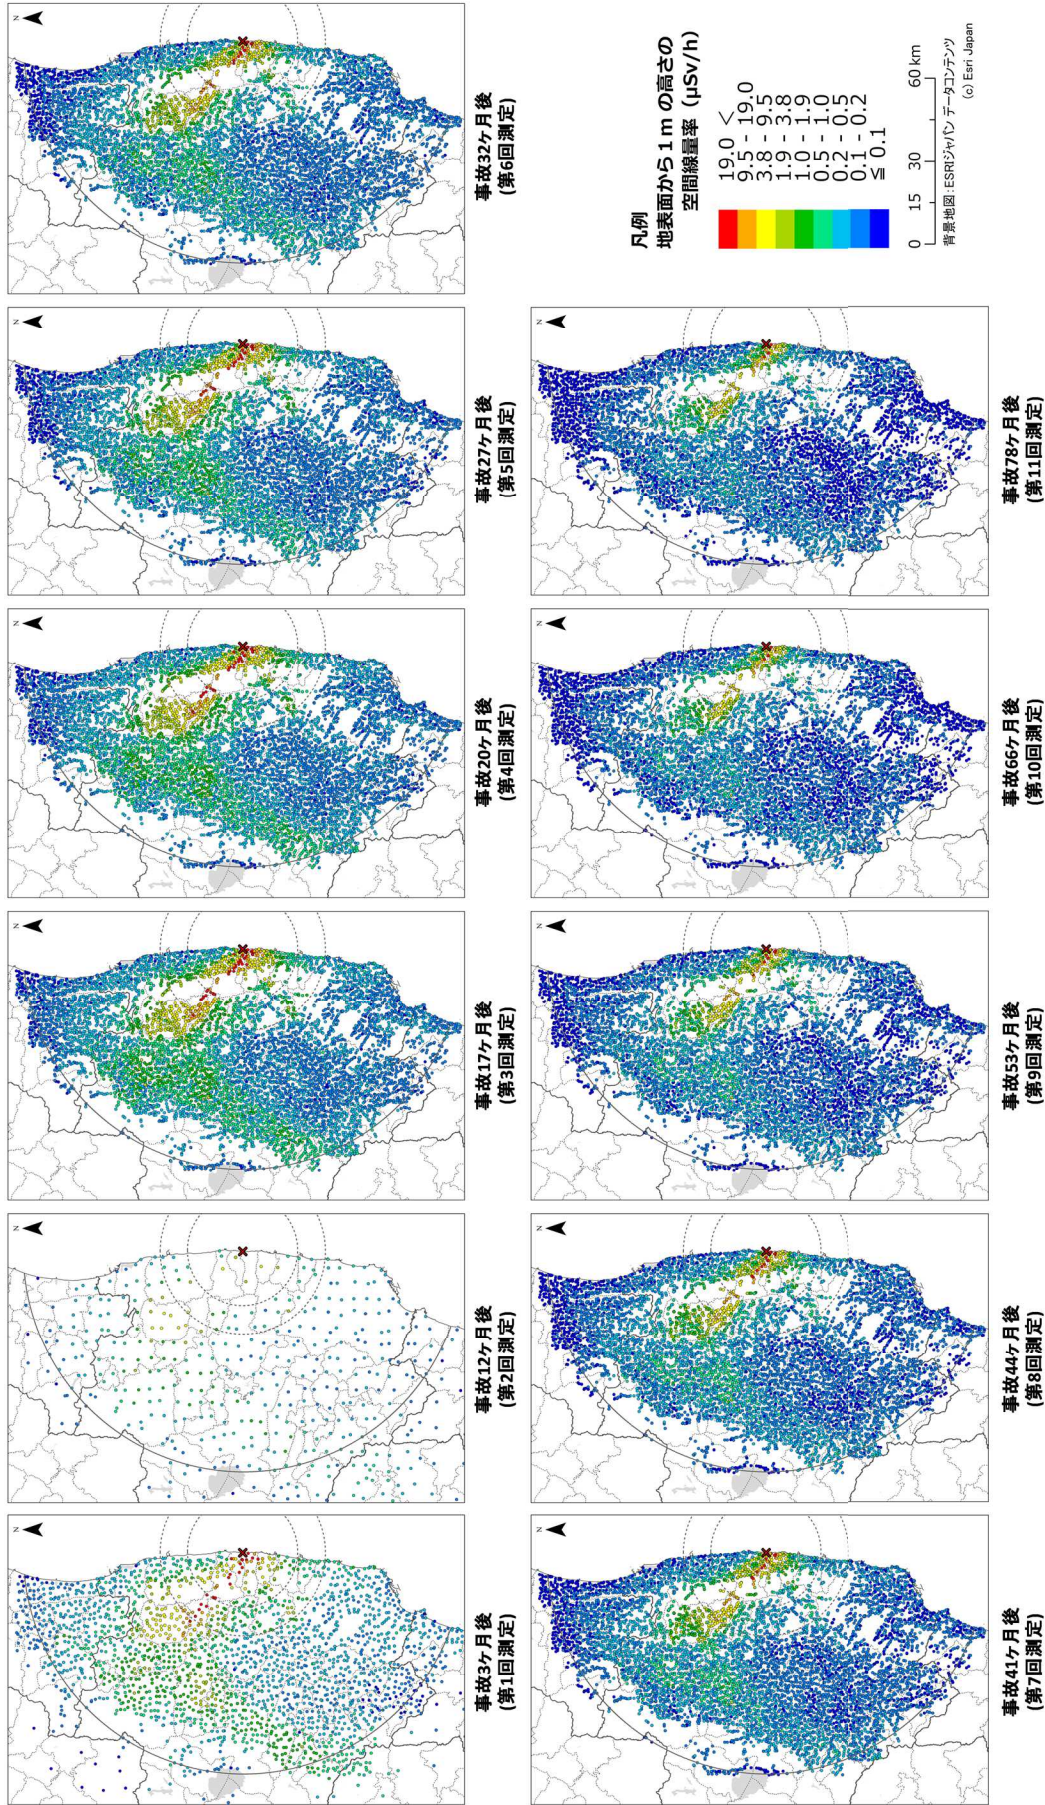 事故3ヶ月後
(第1回測定)
事故12ヶ月後
(第2回測定)
事故17ヶ月後
(第3回測定)
事故20ヶ月後
(第4回測定)
事故27ヶ月後
(第5回測定)
事故32ヶ月後
(第6回測定)
事故41ヶ月後
(第7回測定)
事故44ヶ月後
(第8回測定)
事故53ヶ月後
(第9回測定)
事故66ヶ月後
(第10回測定)
事故78ヶ月後
(第11回測定)
凡例
地表面から1 m の高さの
空間線量率 (μSv/h)
19.0 <
9.5 - 19.0
3.8 - 9.5
1.9 - 3.8
1.0 - 1.9
0.5 - 1.0
0.2 - 0.5
0.1 - 0.2
≦ 0.1
0 15 30 60 km
背景地図:ESRIジャパン データコンテンツ
(c) Esri Japan
N
N
N
N
N
N
N
N
N
N
N